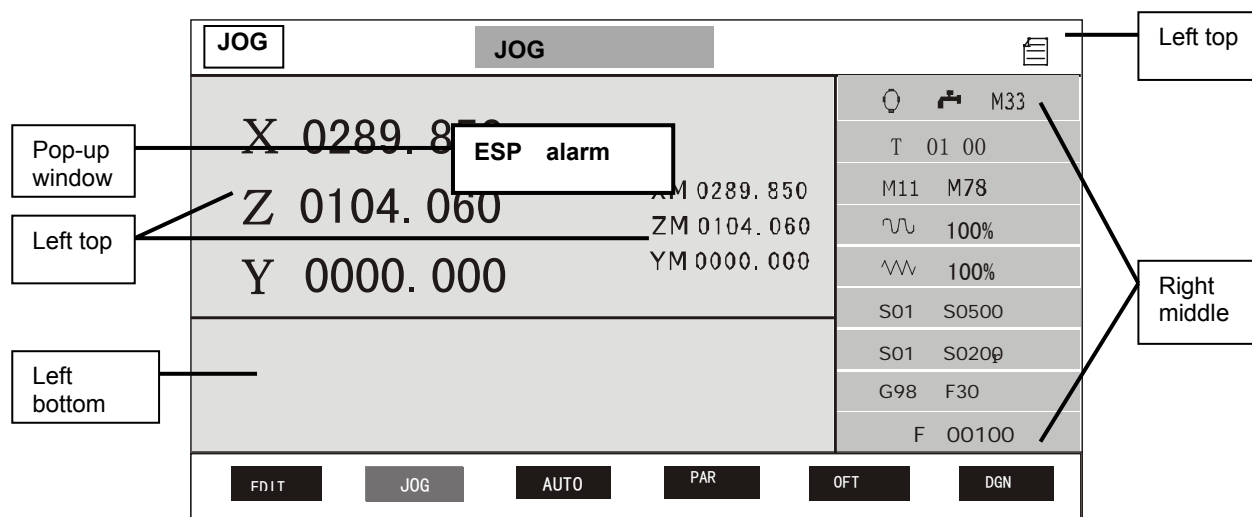 JOG
JOG
Left top
Pop-up
window
Left top
Left
bottom
Right
middle
X 0289. 850
Z 0104. 060
Y 0000. 000
ESP alarm
XM 0289. 850
ZM 0104. 060
YM 0000. 000
M33
T 01 00
M11 M78
100%
100%
S01 S0500
S01 S0200
G98 F30
F 00100
EDIT
JOG
AUTO
PAR
OFT
DGN